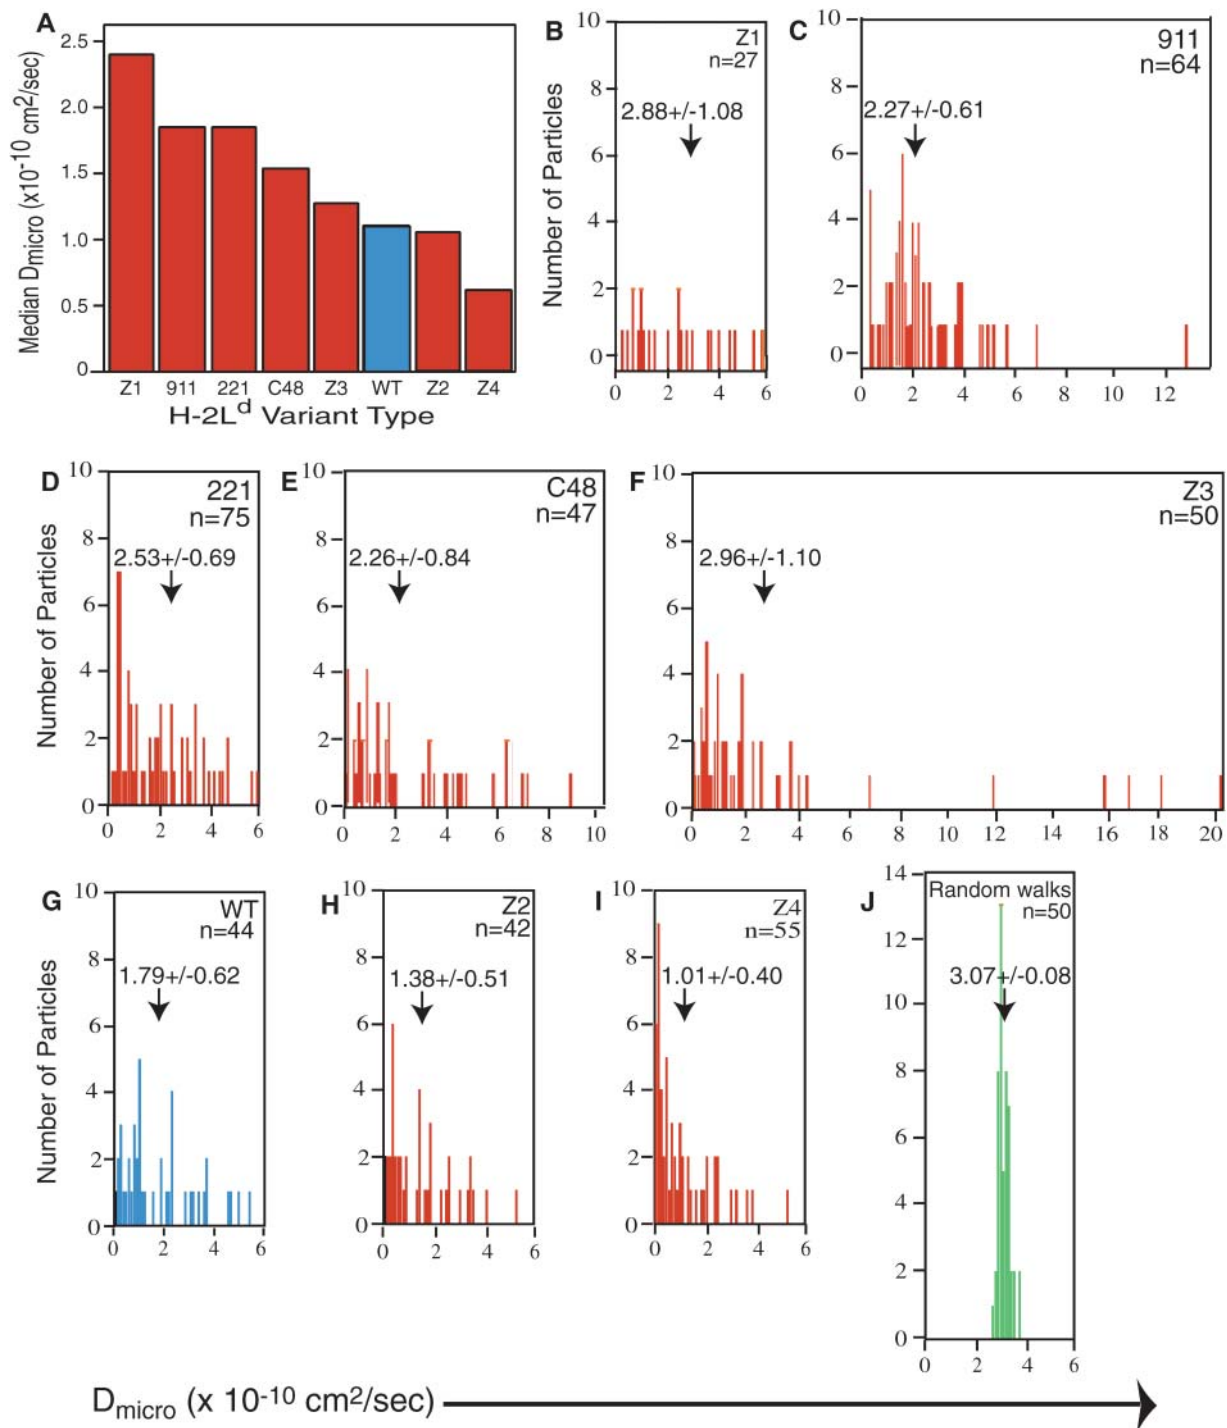 A
Median Dmicro (x10-10 cm2/sec)
2.5
2.0
1.5
1.0
0.5
0
Z1 911 221 C48 Z3 WT Z2 Z4
H-2Ld Variant Type
B
Number of Particles
10
8
6
4
2
0
Z1
n=27
2.88+/-1.08
0 2 4 6
C
10
8
6
4
2
0
911
n=64
2.27+/-0.61
0 2 4 6 8 10 12
D
Number of Particles
10
8
6
4
2
0
221
n=75
2.53+/-0.69
0 2 4 6
E
10
8
6
4
2
0
C48
n=47
2.26+/-0.84
0 2 4 6 8 10
F
10
8
6
4
2
0
Z3
n=50
2.96+/-1.10
0 2 4 6 8 10 12 14 16 18 20
G
Number of Particles
10
8
6
4
2
0
WT
n=44
1.79+/-0.62
0 2 4 6
H
10
8
6
4
2
0
Z2
n=42
1.38+/-0.51
0 2 4 6
I
10
8
6
4
2
0
Z4
n=55
1.01+/-0.40
0 2 4 6
J
14
12
10
8
6
4
2
0
Random walks
n=50
3.07+/-0.08
0 2 4 6
Dmicro (x 10-10 cm2/sec)